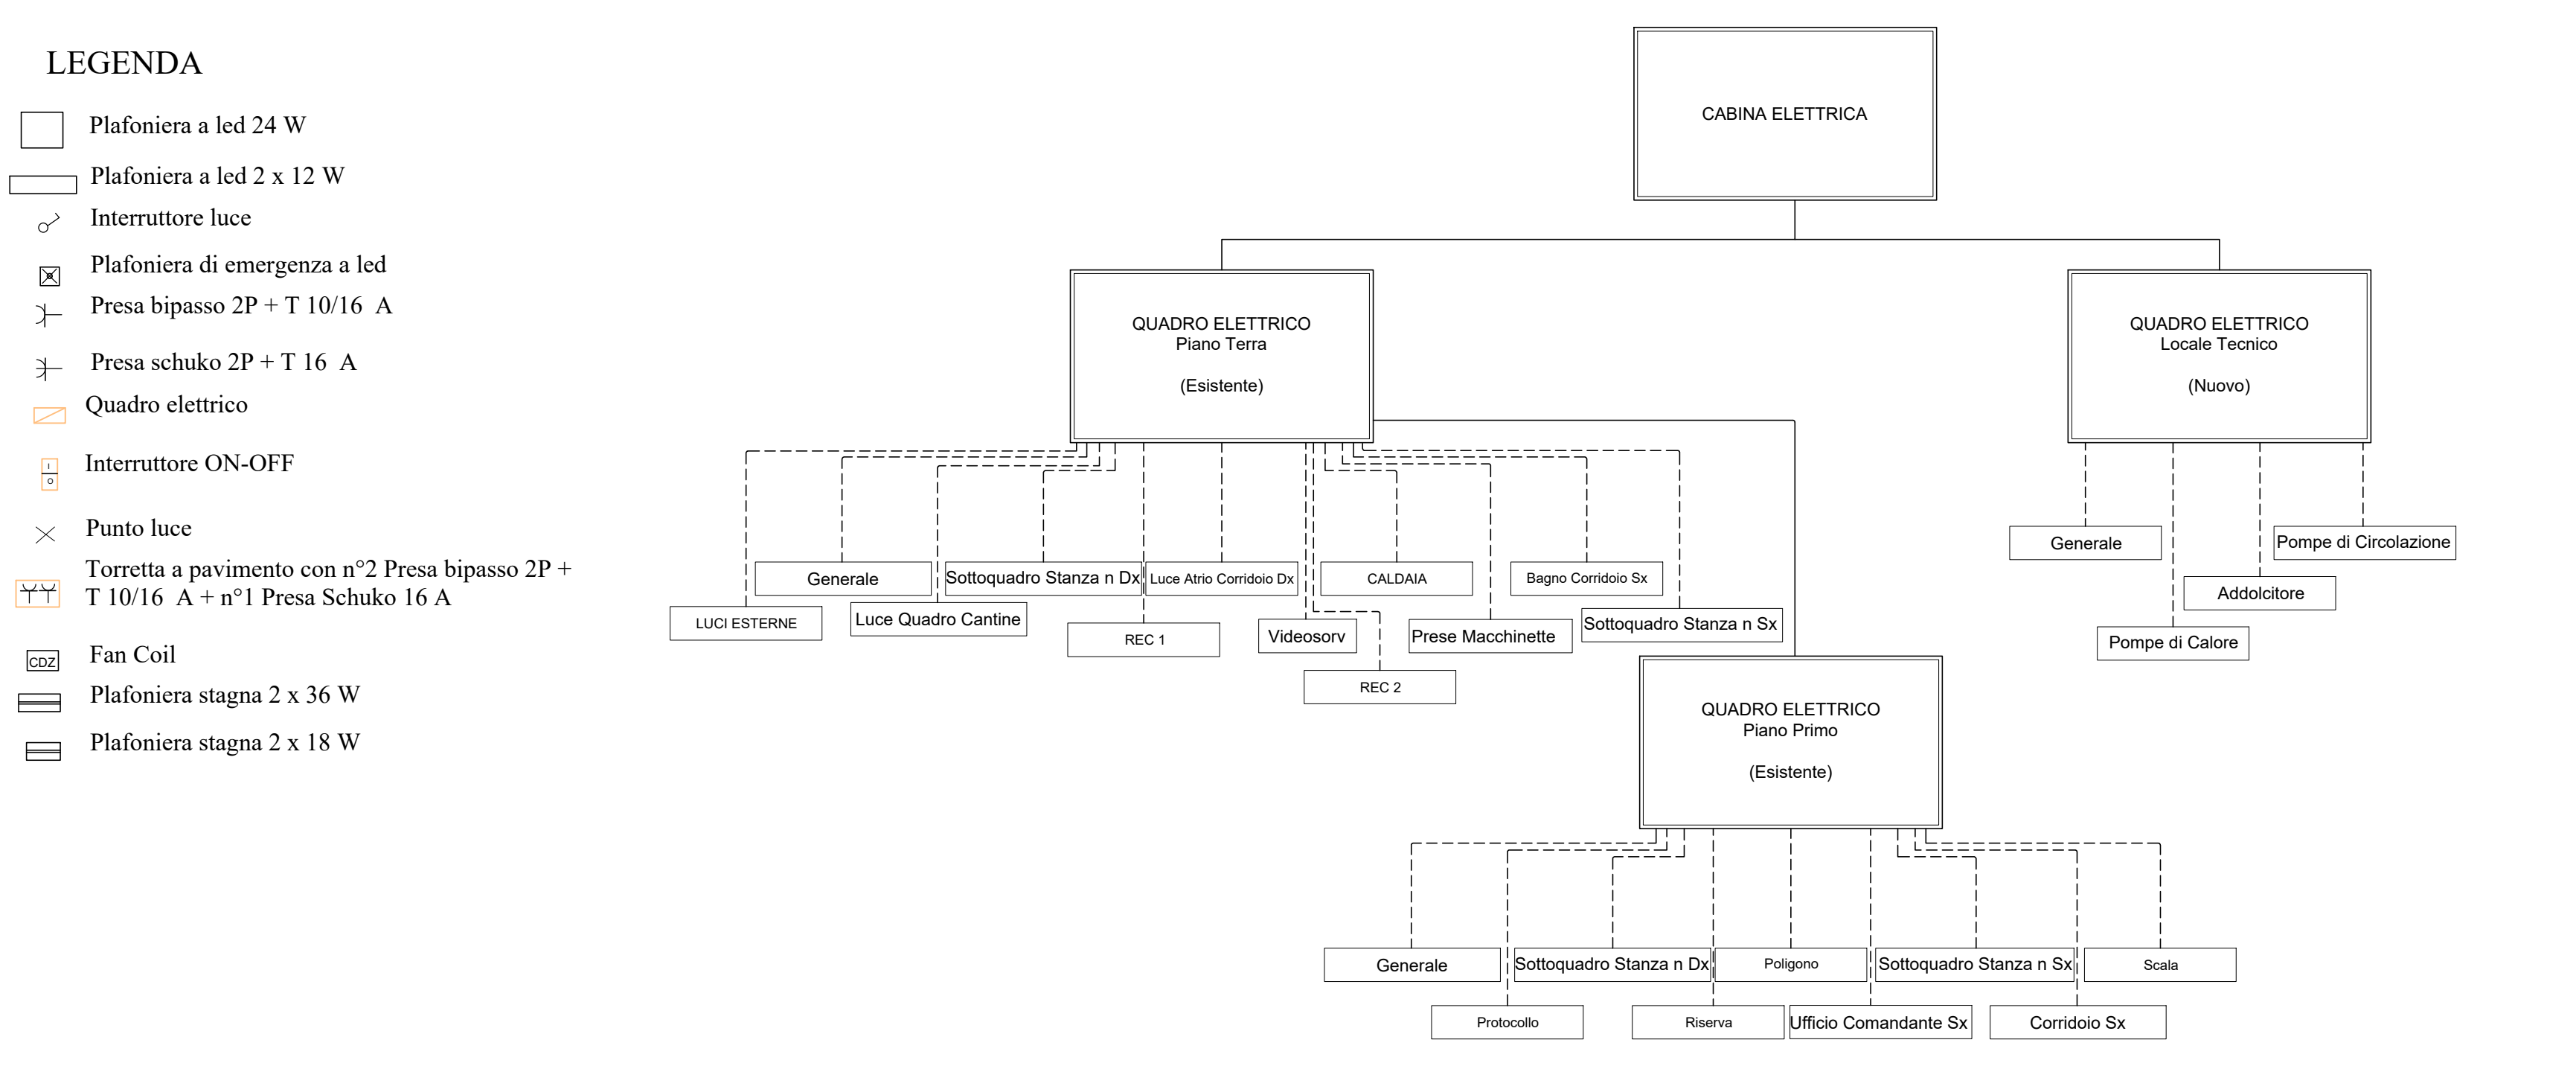 LEGENDA
Plafoniera a led 24 W
Plafoniera a led 2 x 12 W
Interruttore luce
Plafoniera di emergenza a led
Presa bipasso 2P + T 10/16  A
Presa schuko 2P + T 16  A
Quadro elettrico
I
O
Interruttore ON-OFF
Punto luce
Torretta a pavimento con n°2 Presa bipasso 2P +
T 10/16  A + n°1 Presa Schuko 16 A
CDZ
Fan Coil
Plafoniera stagna 2 x 36 W
Plafoniera stagna 2 x 18 W
CABINA ELETTRICA
QUADRO ELETTRICO
Piano Terra
(Esistente)
QUADRO ELETTRICO
Locale Tecnico
(Nuovo)
LUCI ESTERNE
Generale
Luce Quadro Cantine
Sottoquadro Stanza n Dx
REC 1
Luce Atrio Corridoio Dx
Videosorv
REC 2
CALDAIA
Prese Macchinette
Bagno Corridoio Sx
Sottoquadro Stanza n Sx
Generale
Pompe di Calore
Addolcitore
Pompe di Circolazione
QUADRO ELETTRICO
Piano Primo
(Esistente)
Generale
Protocollo
Sottoquadro Stanza n Dx
Riserva
Poligono
Ufficio Comandante Sx
Sottoquadro Stanza n Sx
Corridoio Sx
Scala